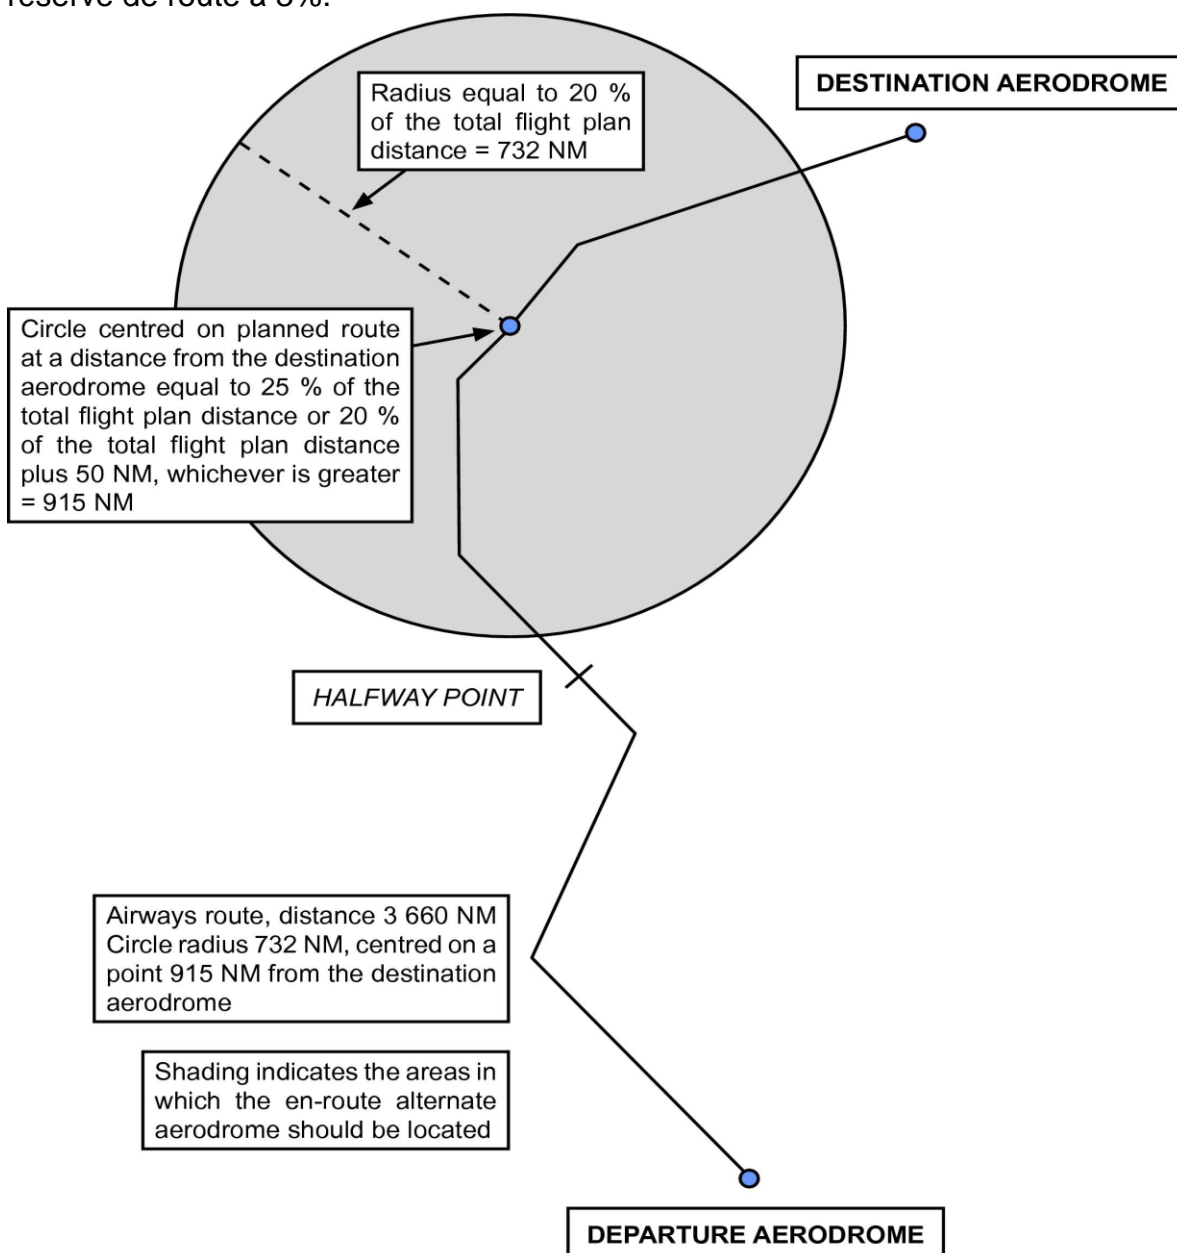 réserve de route à 3%.
DESTINATION AERODROME
Radius equal to 20 %
of the total flight plan
distance = 732 NM
Circle centred on planned route
at a distance from the destination
aerodrome equal to 25 % of the
total flight plan distance or 20 %
of the total flight plan distance
plus 50 NM, whichever is greater
= 915 NM
HALFWAY POINT
Airways route, distance 3 660 NM
Circle radius 732 NM, centred on a
point 915 NM from the destination
aerodrome
Shading indicates the areas in
which the en-route alternate
aerodrome should be located
DEPARTURE AERODROME